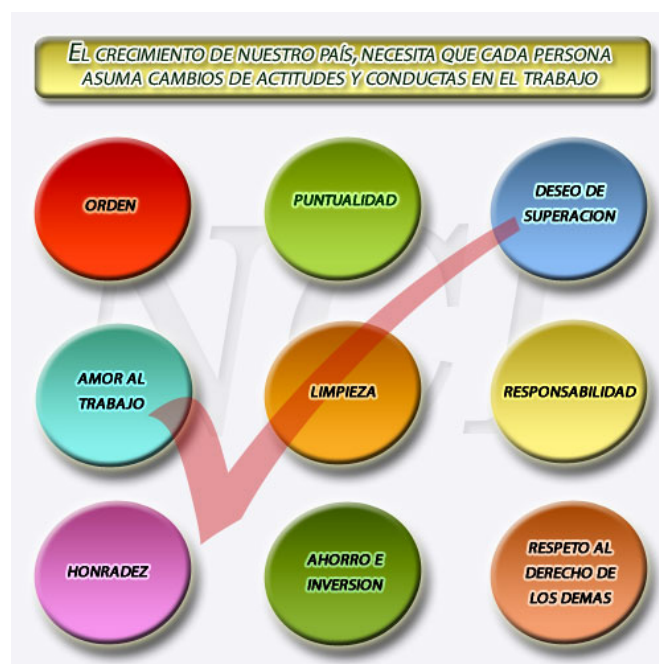 EL CRECIMIENTO DE NUESTRO PAÍS, NECESITA QUE CADA PERSONA
ASUMA CAMBIOS DE ACTITUDES Y CONDUCTAS EN EL TRABAJO
ORDEN
PUNTUALIDAD
DESEO DE
SUPERACION
AMOR AL
TRABAJO
LIMPIEZA
RESPONSABILIDAD
HONRADEZ
AHORRO E
INVERSION
RESPETO AL
DERECHO DE
LOS DEMAS